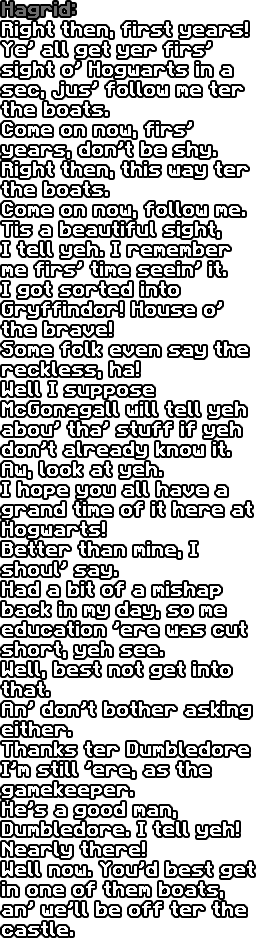 Hagrid:
Right then, first years!
Ye' all get yer firs'
sight o' Hogwarts in a
sec, jus' follow me ter
the boats.
Come on now, firs'
years, don't be shy.
Right then, this way ter
the boats.
Come on now, follow me.
Tis a beautiful sight,
I tell yeh. I remember
me firs' time seein' it.
I got sorted into
Gryffindor! House o'
the brave!
Some folk even say the
reckless, ha!
Well I suppose
McGonagall will tell yeh
abou' tha' stuff if yeh
don't already know it.
Aw, look at yeh.
I hope you all have a
grand time of it here at
Hogwarts!
Better than mine, I
shoul' say.
Had a bit of a mishap
back in my day, so me
education 'ere was cut
short, yeh see.
Well, best not get into
that.
An' don't bother asking
either.
Thanks ter Dumbledore
I'm still 'ere, as the
gamekeeper.
He's a good man,
Dumbledore. I tell yeh!
Nearly there!
Well now. You'd best get
in one of them boats,
an' we'll be off ter the
castle.